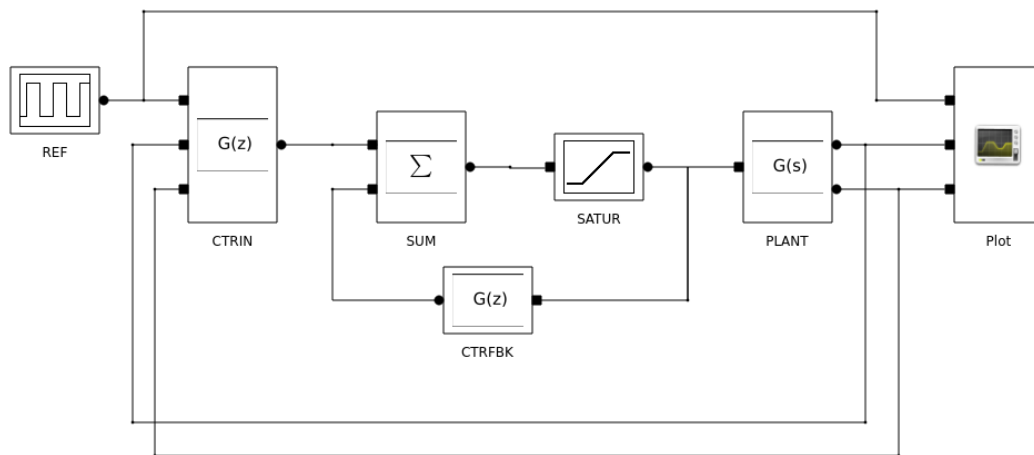 REF
G(z)
CTRIN
Σ
SUM
SATUR
G(s)
PLANT
Plot
G(z)
CTRFBK